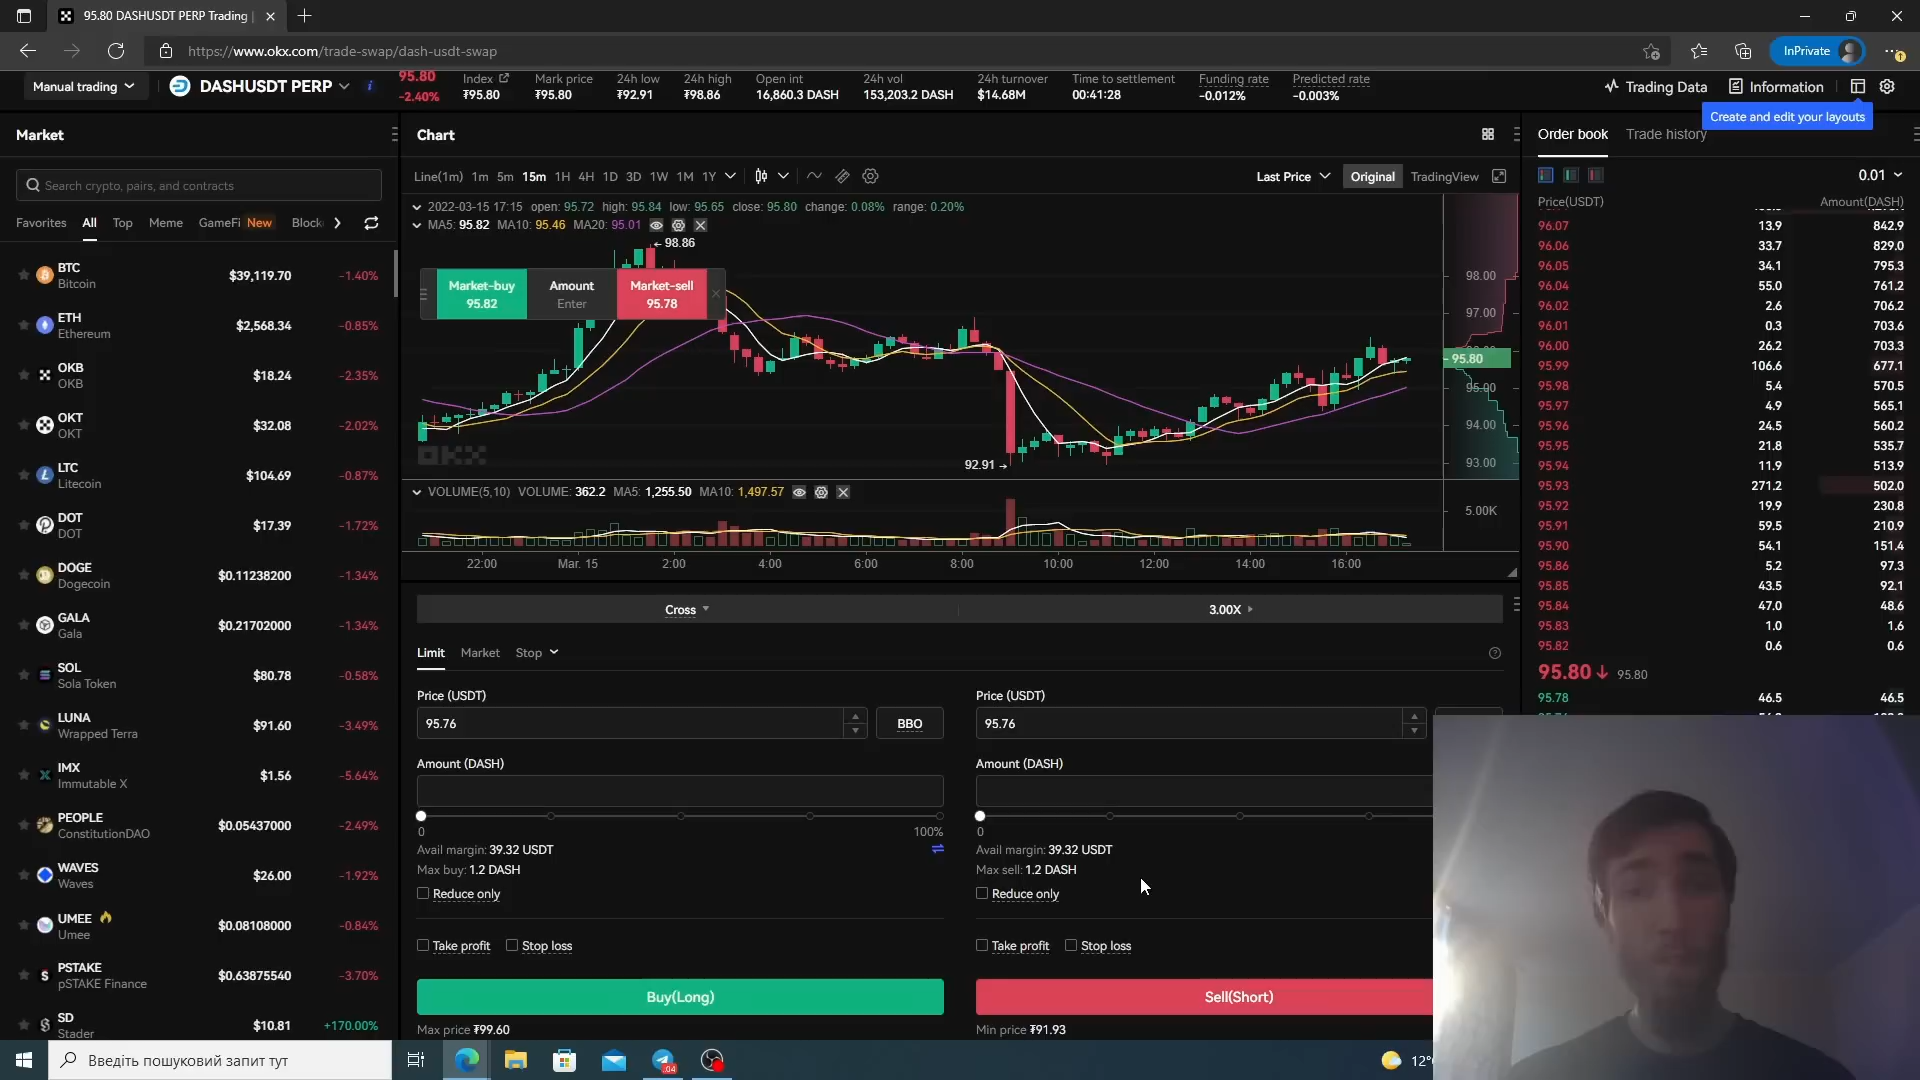 95.80 DASHUSDT PERP Trading |
https://www.okx.com/trade-swap/dash-usdt-swap
InPrivate
Manual trading
DASHUSDT PERP
95.80
-2.40%
Index
₮95.80
Mark price
₮95.80
24h low
₮92.91
24h high
₮98.86
Open int
16,860.3 DASH
24h vol
153,203.2 DASH
24h turnover
$14.68M
Time to settlement
00:41:28
Funding rate
-0.012%
Predicted rate
-0.003%
Trading Data
Information
Create and edit your layouts
Market
Search crypto, pairs, and contracts
Favorites All Top Meme GameFi New Block
BTC
Bitcoin
$39,119.70 -1.40%
ETH
Ethereum
$2,568.34 -0.85%
OKB
OKB
$18.24 -2.35%
OKT
OKT
$32.08 -2.02%
LTC
Litecoin
$104.69 -0.87%
DOT
DOT
$17.39 -1.72%
DOGE
Dogecoin
$0.11238200 -1.34%
GALA
Gala
$0.21702000 -1.34%
SOL
Sola Token
$80.78 -0.58%
LUNA
Wrapped Terra
$91.60 -3.49%
IMX
Immutable X
$1.56 -5.64%
PEOPLE
ConstitutionDAO
$0.05437000 -2.49%
WAVES
Waves
$26.00 -1.92%
UMEE
Umee
$0.08108000 -0.84%
PSTAKE
pSTAKE Finance
$0.63875540 -3.70%
SD
Stader
$10.81 +170.00%
Chart
Line(1m) 1m 5m 15m 1H 4H 1D 3D 1W 1M 1Y
Last Price Original TradingView
2022-03-15 17:15 open: 95.72 high: 95.84 low: 95.65 close: 95.80 change: 0.08% range: 0.20%
MA5: 95.82 MA10: 95.46 MA20: 95.01
98.86
Market-buy
95.82
Amount
Enter
Market-sell
95.78
98.00
97.00
95.80
95.00
94.00
93.00
92.91
OKX
VOLUME(5,10) VOLUME: 362.2 MA5: 1,255.50 MA10: 1,497.57
5.00K
22:00 Mar. 15 2:00 4:00 6:00 8:00 10:00 12:00 14:00 16:00
Cross 3.00X
Limit Market Stop
Price (USDT)
95.76
BBO
Amount (DASH)
0 100%
Avail margin: 39.32 USDT
Max buy: 1.2 DASH
Reduce only
Take profit Stop loss
Buy(Long)
Max price ₮99.60
Price (USDT)
95.76
Amount (DASH)
0
Avail margin: 39.32 USDT
Max sell: 1.2 DASH
Reduce only
Take profit Stop loss
Sell(Short)
Min price ₮91.93
Order book Trade history
0.01
Price(USDT) Amount(DASH)
96.07 13.9 842.9
96.06 33.7 829.0
96.05 34.1 795.3
96.04 55.0 761.2
96.02 2.6 706.2
96.01 0.3 703.6
96.00 26.2 703.3
95.99 106.6 677.1
95.98 5.4 570.5
95.97 4.9 565.1
95.96 24.5 560.2
95.95 21.8 535.7
95.94 11.9 513.9
95.93 271.2 502.0
95.92 19.9 230.8
95.91 59.5 210.9
95.90 54.1 151.4
95.86 5.2 97.3
95.85 43.5 92.1
95.84 47.0 48.6
95.83 1.0 1.6
95.82 0.6 0.6
95.80 95.80
95.78 46.5 46.5
Введіть пошуковий запит тут
.04
12°